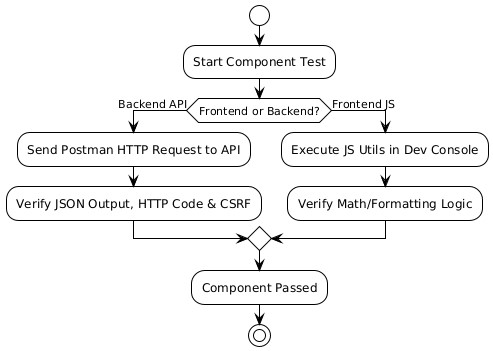 Start Component Test
Backend API
Frontend or Backend?
Frontend JS
Send Postman HTTP Request to API
Execute JS Utils in Dev Console
Verify JSON Output, HTTP Code & CSRF
Verify Math/Formatting Logic
Component Passed